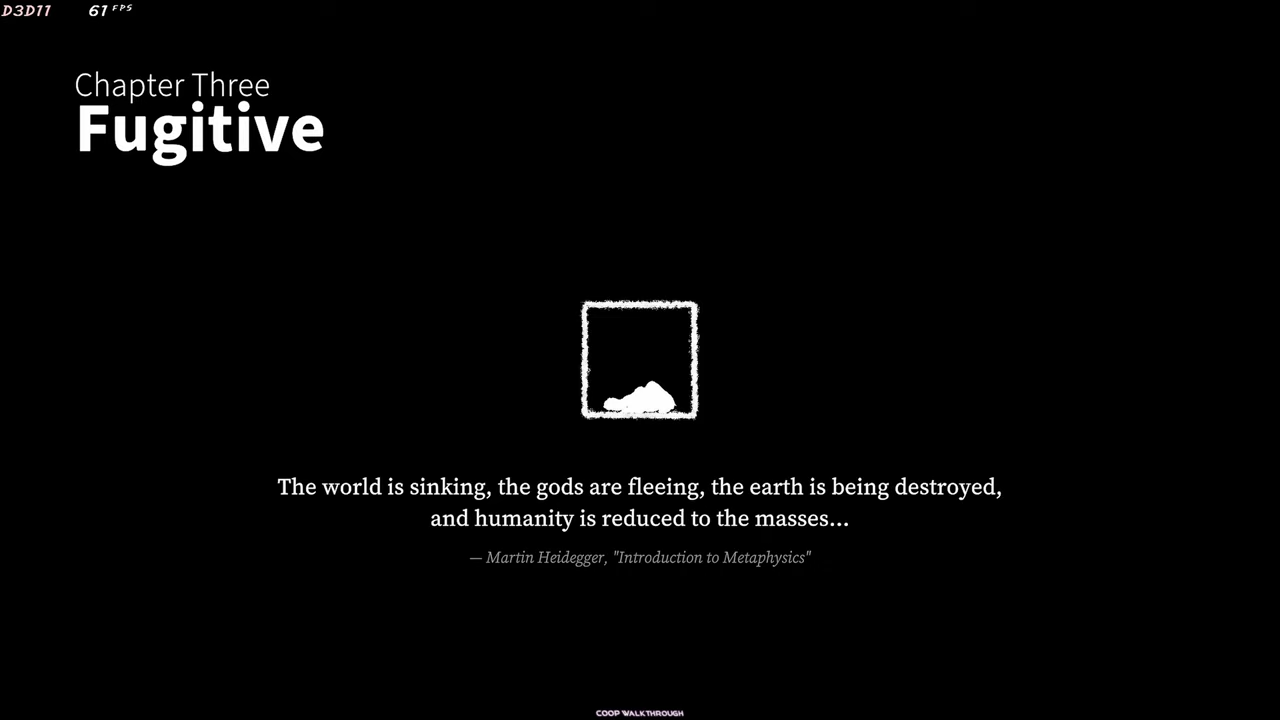 D3D11 61 FPS
Chapter Three
Fugitive
The world is sinking, the gods are fleeing, the earth is being destroyed,
and humanity is reduced to the masses...
— Martin Heidegger, "Introduction to Metaphysics"
COOP WALKTHROUGH